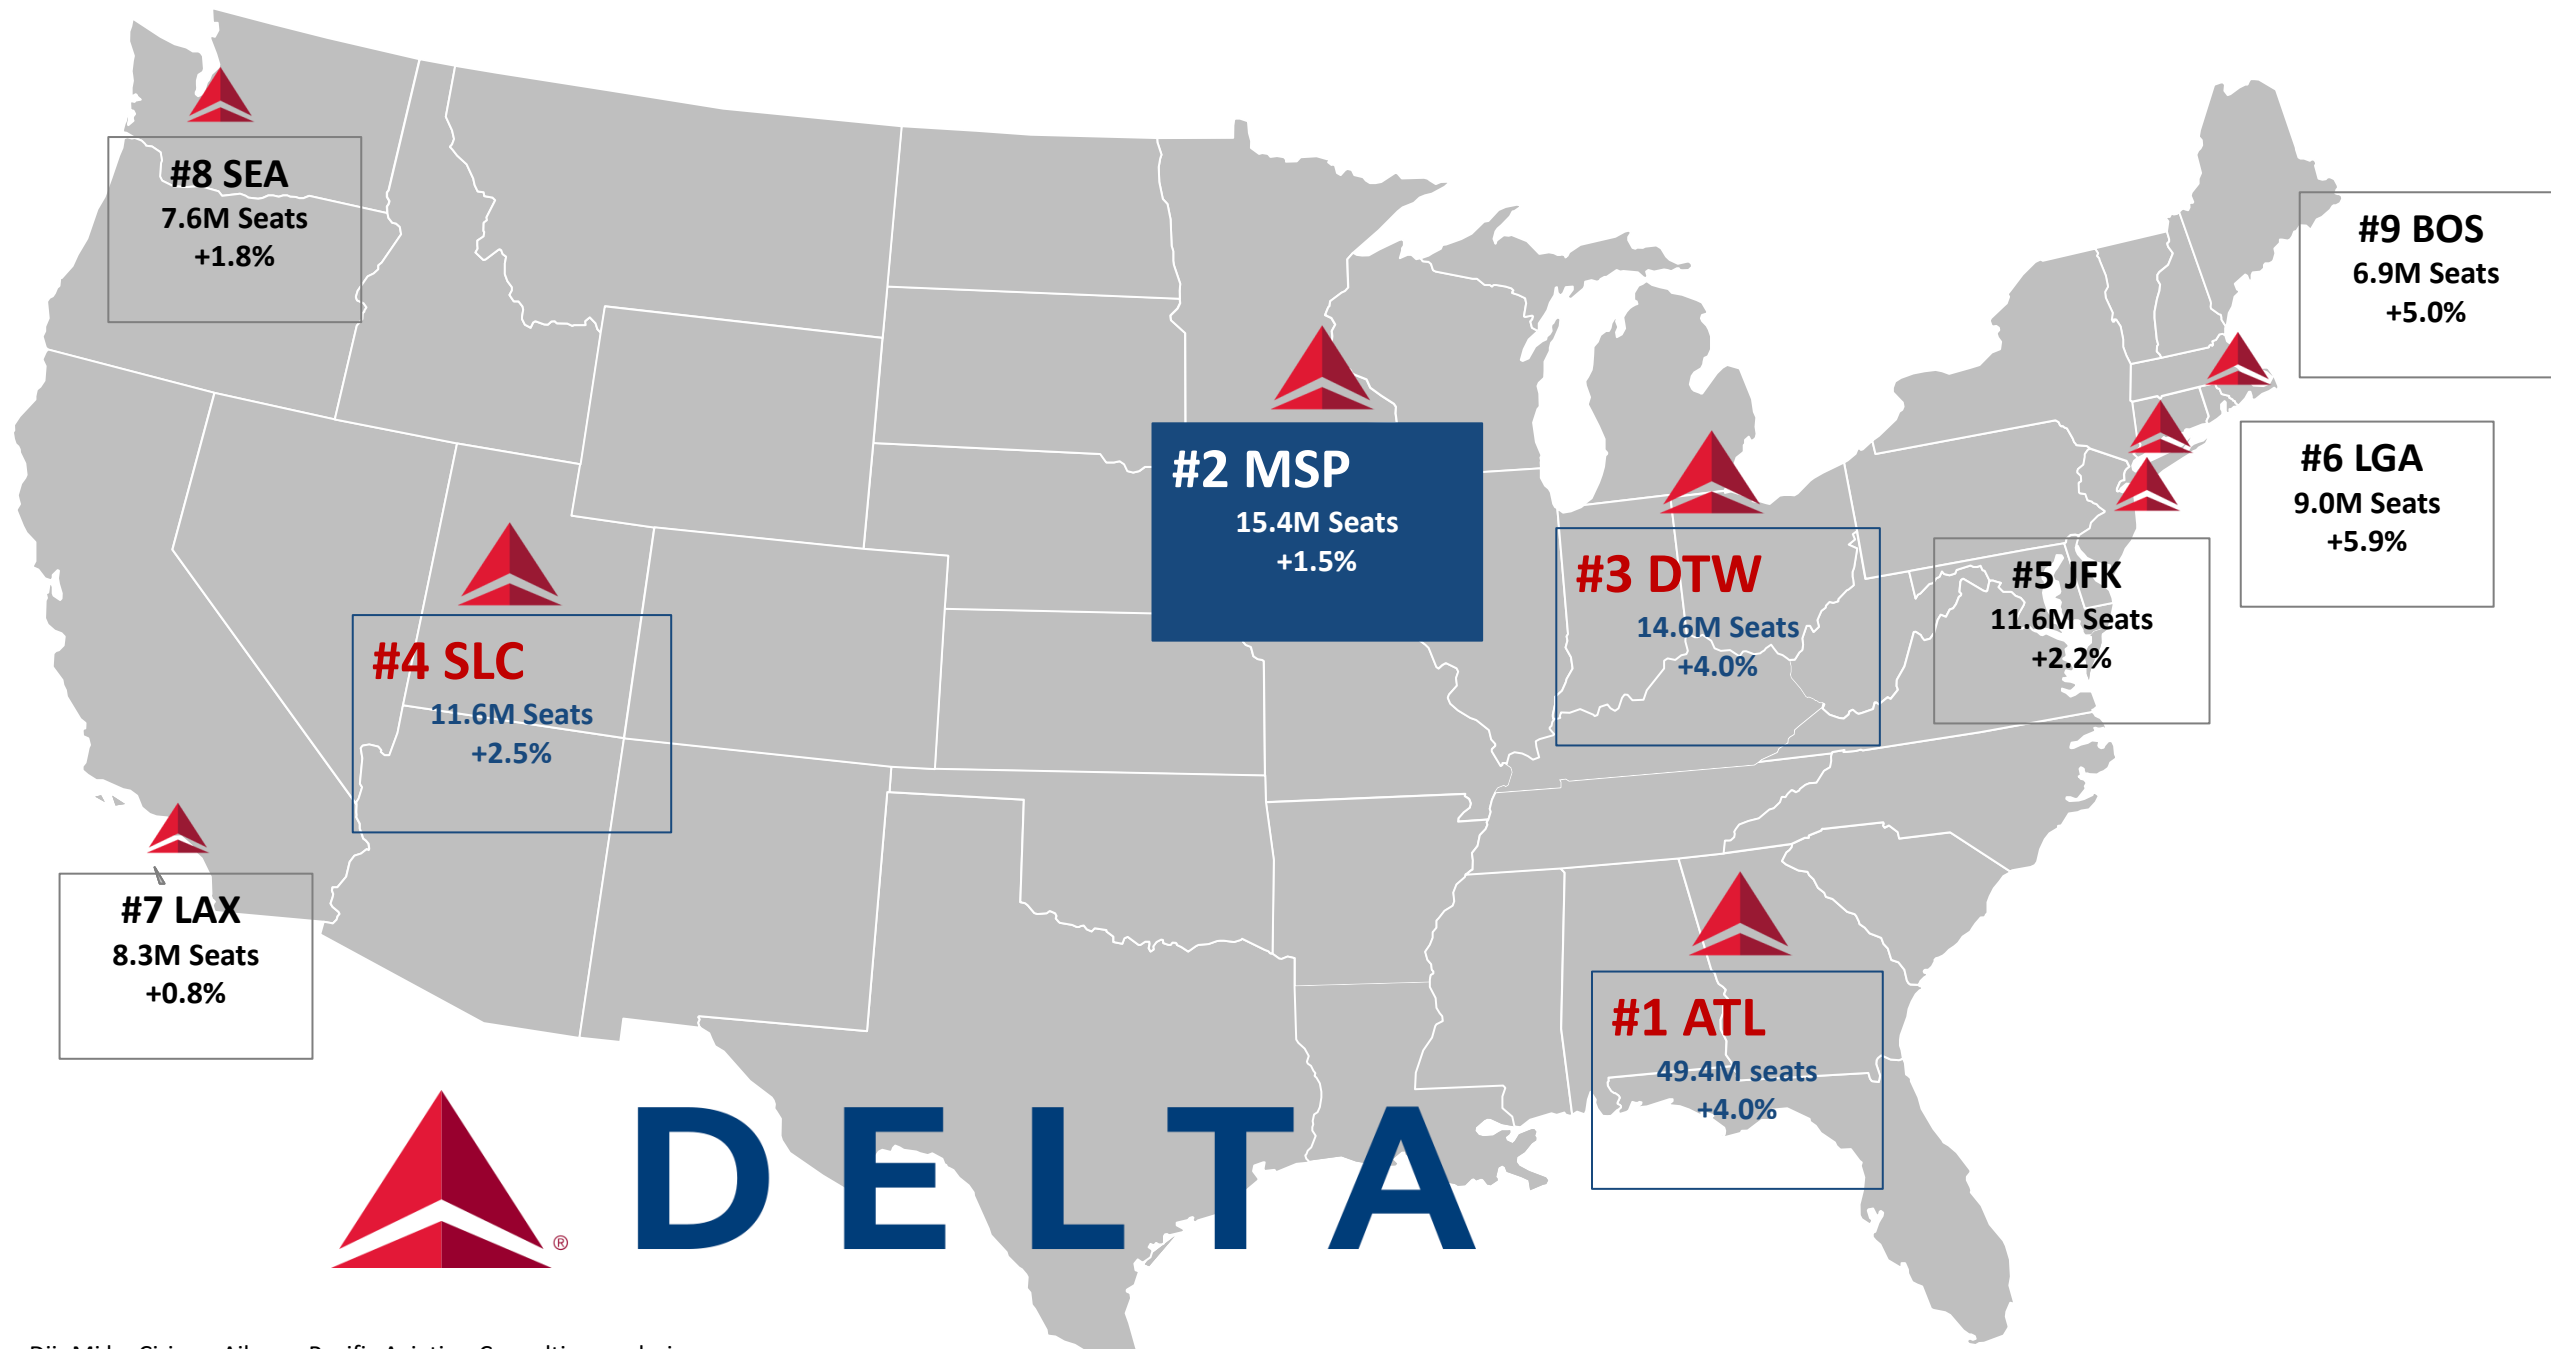 #8 SEA
7.6M Seats
+1.8%
#9 BOS
6.9M Seats
+5.0%
#2 MSP
15.4M Seats
+1.5%
#6 LGA
9.0M Seats
+5.9%
#3 DTW
14.6M Seats
+4.0%
#5 JFK
11.6M Seats
+2.2%
#4 SLC
11.6M Seats
+2.5%
#7 LAX
8.3M Seats
+0.8%
#1 ATL
49.4M seats
+4.0%
DELTA
®